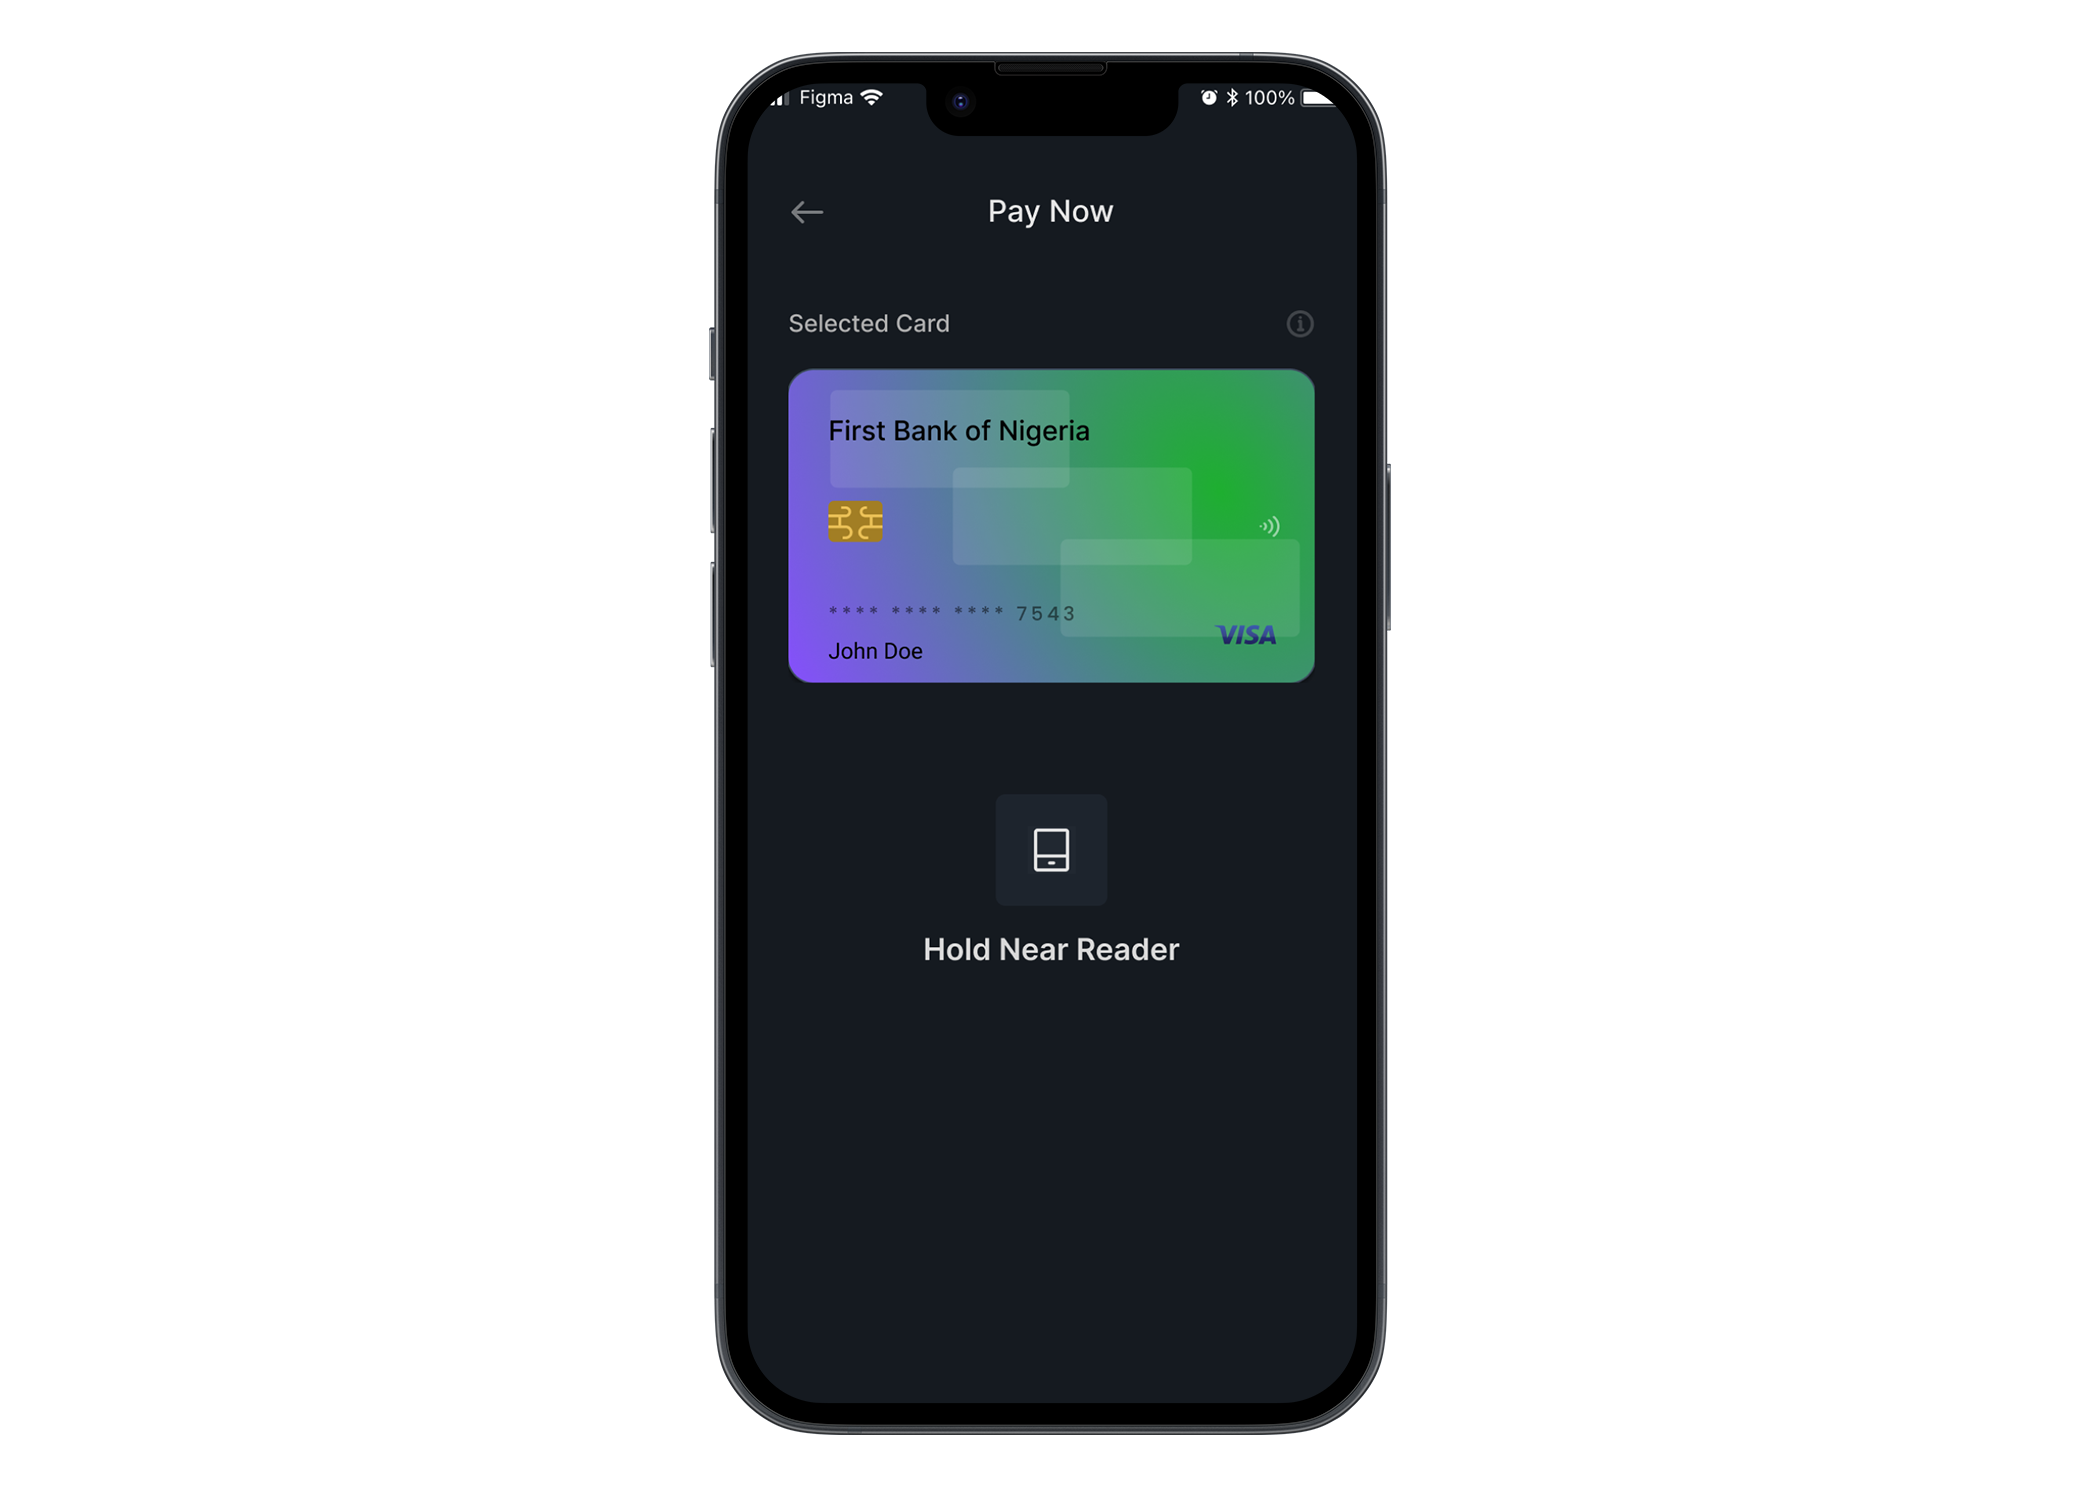 Figma 100%
Pay Now
Selected Card
First Bank of Nigeria
**** **** **** 7543
John Doe
VISA
Hold Near Reader